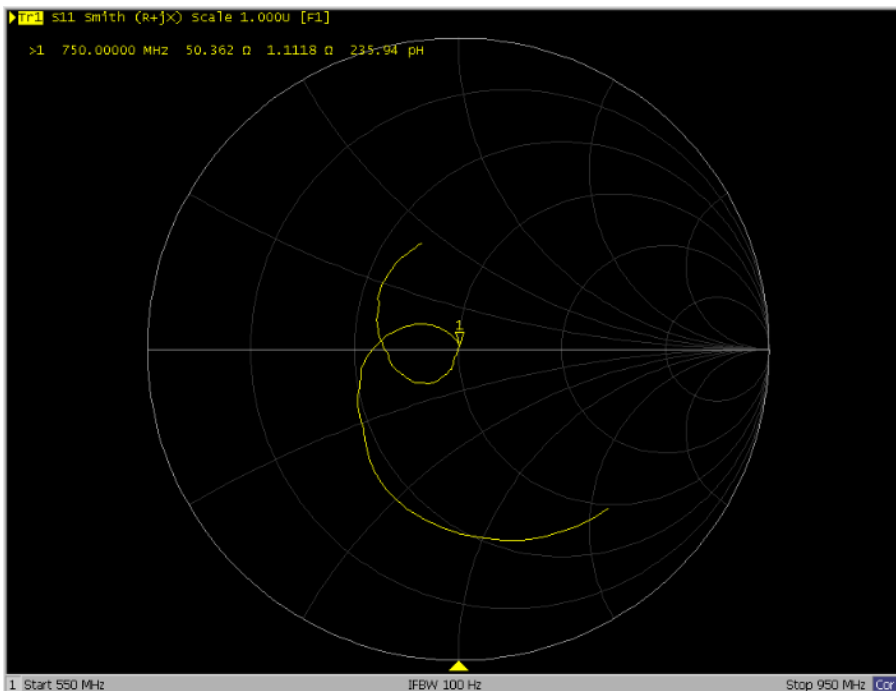 Tr1 S11 Smith (R+jX) Scale 1.000U [F1]
>1 750.00000 MHz 50.362 Ω 1.1118 Ω 235.94 pH
1
1 Start 550 MHz IFBW 100 Hz Stop 950 MHz Cor